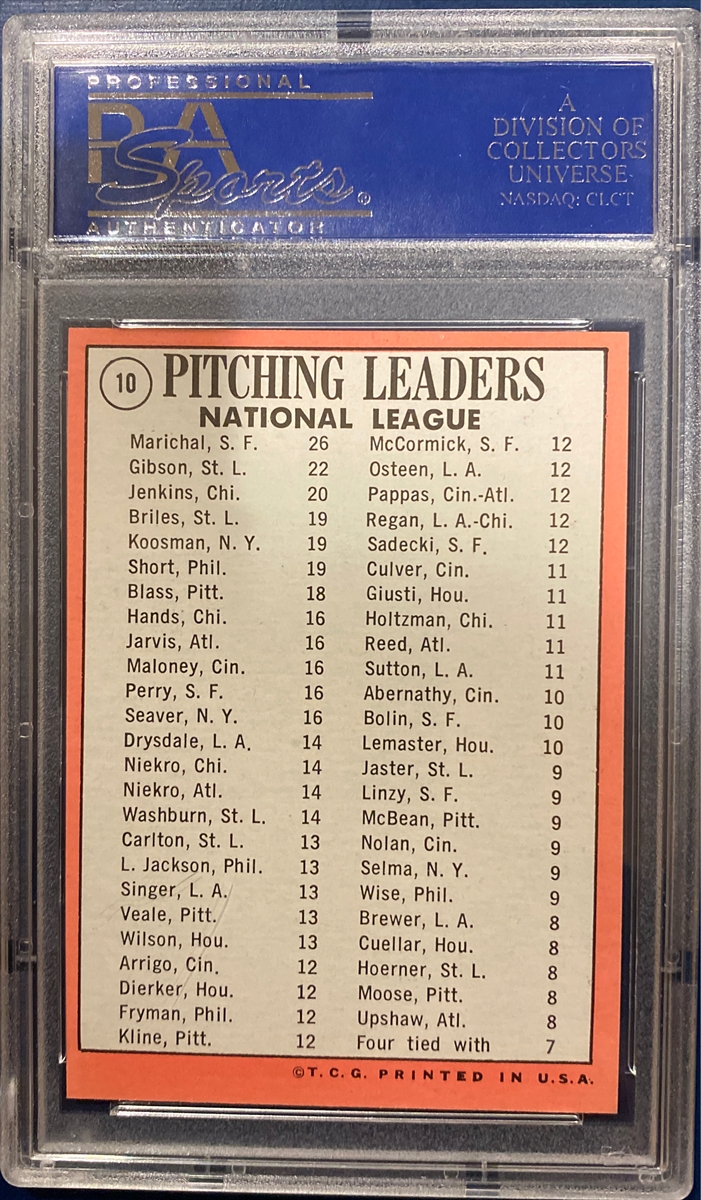 PROFESSIONAL
PSA
Sports®
AUTHENTICATOR
A
DIVISION OF
COLLECTORS
UNIVERSE
NASDAQ: CLCT
10 PITCHING LEADERS
NATIONAL LEAGUE
Marichal, S. F. 26
Gibson, St. L. 22
Jenkins, Chi. 20
Briles, St. L. 19
Koosman, N. Y. 19
Short, Phil. 19
Blass, Pitt. 18
Hands, Chi. 16
Jarvis, Atl. 16
Maloney, Cin. 16
Perry, S. F. 16
Seaver, N. Y. 16
Drysdale, L. A. 14
Niekro, Chi. 14
Niekro, Atl. 14
Washburn, St. L. 14
Carlton, St. L. 13
L. Jackson, Phil. 13
Singer, L. A. 13
Veale, Pitt. 13
Wilson, Hou. 13
Arrigo, Cin. 12
Dierker, Hou. 12
Fryman, Phil. 12
Kline, Pitt. 12
McCormick, S. F. 12
Osteen, L. A. 12
Pappas, Cin.-Atl. 12
Regan, L. A.-Chi. 12
Sadecki, S. F. 12
Culver, Cin. 11
Giusti, Hou. 11
Holtzman, Chi. 11
Reed, Atl. 11
Sutton, L. A. 11
Abernathy, Cin. 10
Bolin, S. F. 10
Lemaster, Hou. 10
Jaster, St. L. 9
Linzy, S. F. 9
McBean, Pitt. 9
Nolan, Cin. 9
Selma, N. Y. 9
Wise, Phil. 9
Brewer, L. A. 8
Cuellar, Hou. 8
Hoerner, St. L. 8
Moose, Pitt. 8
Upshaw, Atl. 8
Four tied with 7
©T. C. G. PRINTED IN U.S.A.